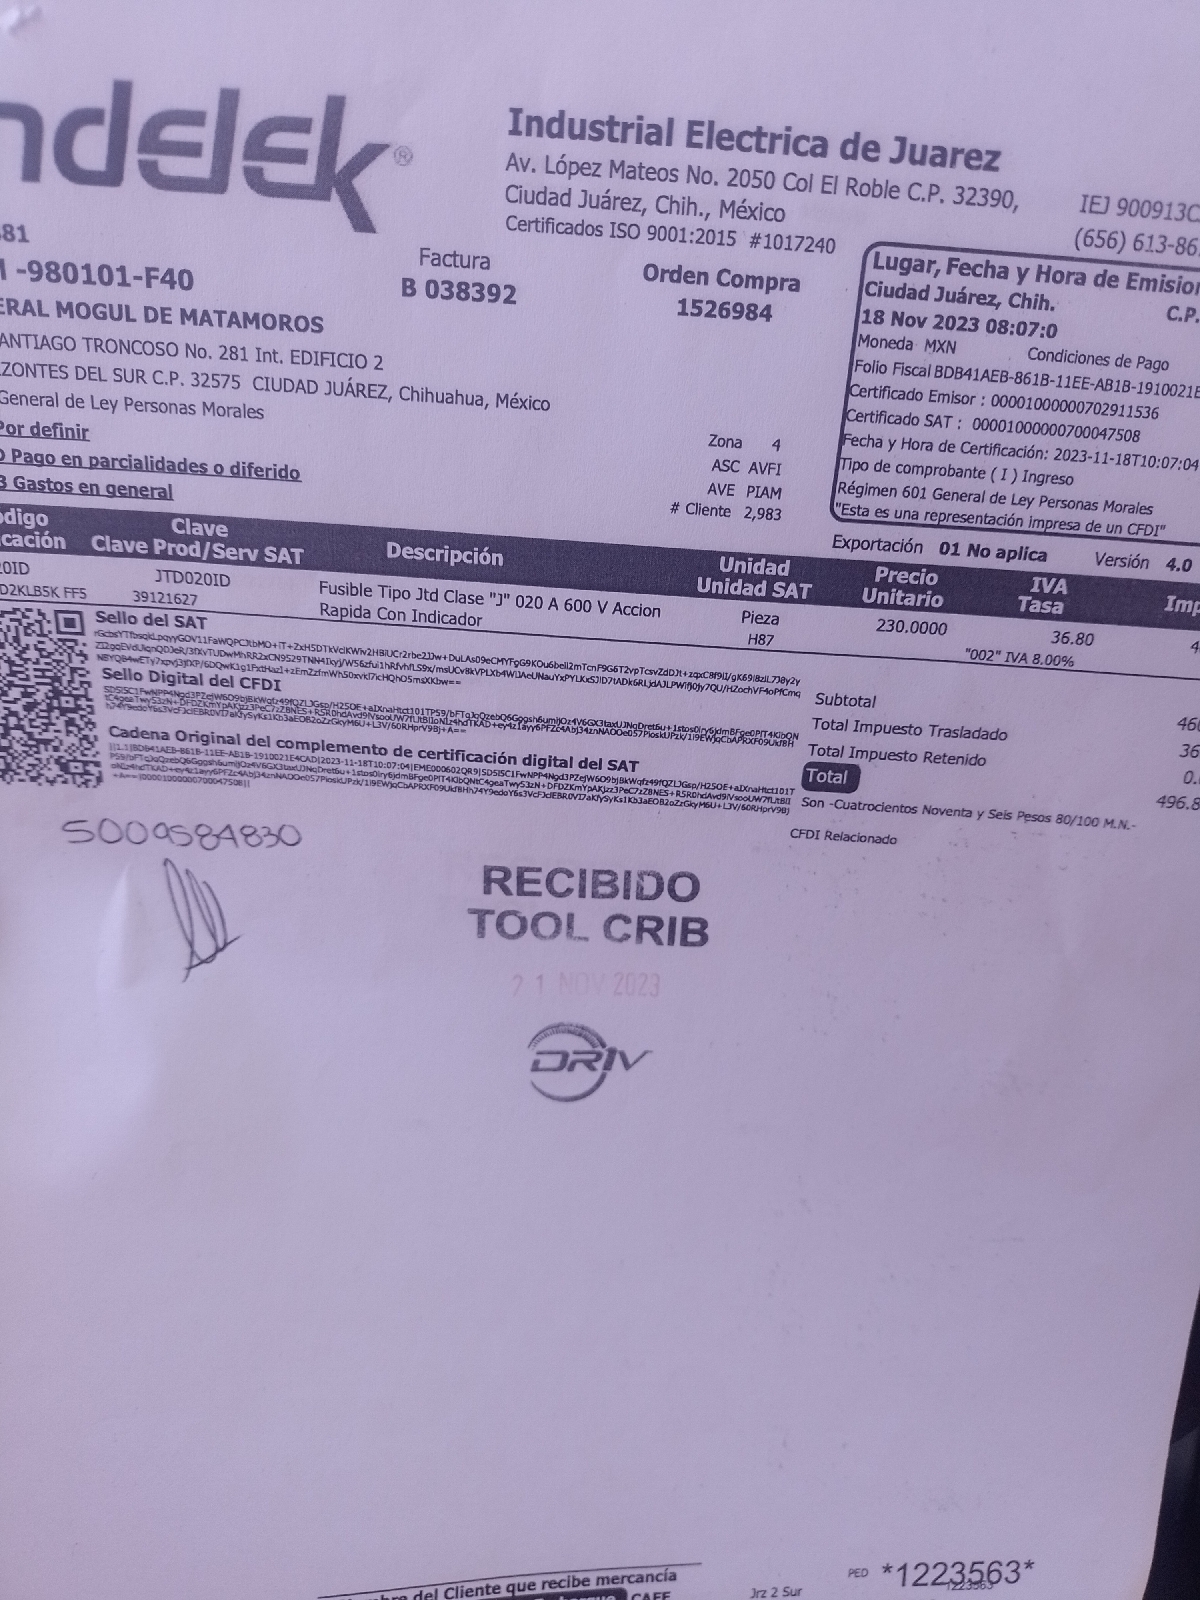 ndelek®
Industrial Electrica de Juarez
Av. López Mateos No. 2050 Col El Roble C.P. 32390,
Ciudad Juárez, Chih., México
Certificados ISO 9001:2015 #1017240
IEJ 900913C
(656) 613-86
81
-980101-F40
ERAL MOGUL DE MATAMOROS
ANTIAGO TRONCOSO No. 281 Int. EDIFICIO 2
ZONTES DEL SUR C.P. 32575 CIUDAD JUÁREZ, Chihuahua, México
General de Ley Personas Morales
Por definir
Pago en parcialidades o diferido
3 Gastos en general
Factura
B 038392
Orden Compra
1526984
Zona 4
ASC AVFI
AVE PIAM
# Cliente 2,983
Lugar, Fecha y Hora de Emision
Ciudad Juárez, Chih.
C.P.
18 Nov 2023 08:07:0
Moneda MXN Condiciones de Pago
Folio Fiscal BDB41AEB-861B-11EE-AB1B-1910021E
Certificado Emisor : 00001000000702911536
Certificado SAT : 00001000000700047508
Fecha y Hora de Certificación: 2023-11-18T10:07:04
Tipo de comprobante ( I ) Ingreso
Régimen 601 General de Ley Personas Morales
"Esta es una representación impresa de un CFDI"
Exportación 01 No aplica Versión 4.0
digo
cación
Clave
Clave Prod/Serv SAT
Descripción
Unidad
Unidad SAT
Precio
Unitario
IVA
Tasa
Imp
20ID
D2KLB5K FF5
JTD020ID
39121627
Fusible Tipo Jtd Clase "J" 020 A 600 V Accion
Rapida Con Indicador
Pieza
H87
230.0000
36.80
"002" IVA 8.00%
Sello del SAT
Sello Digital del CFDI
Cadena Original del complemento de certificación digital del SAT
Subtotal 46
Total Impuesto Trasladado 36
Total Impuesto Retenido 0.
Total 496.8
Son -Cuatrocientos Noventa y Seis Pesos 80/100 M.N.-
CFDI Relacionado
5009584830
RECIBIDO
TOOL CRIB
21 NOV 2023
DRIV
del Cliente que recibe mercancía
CAFE
Jrz 2 Sur
PED *1223563*
1223563